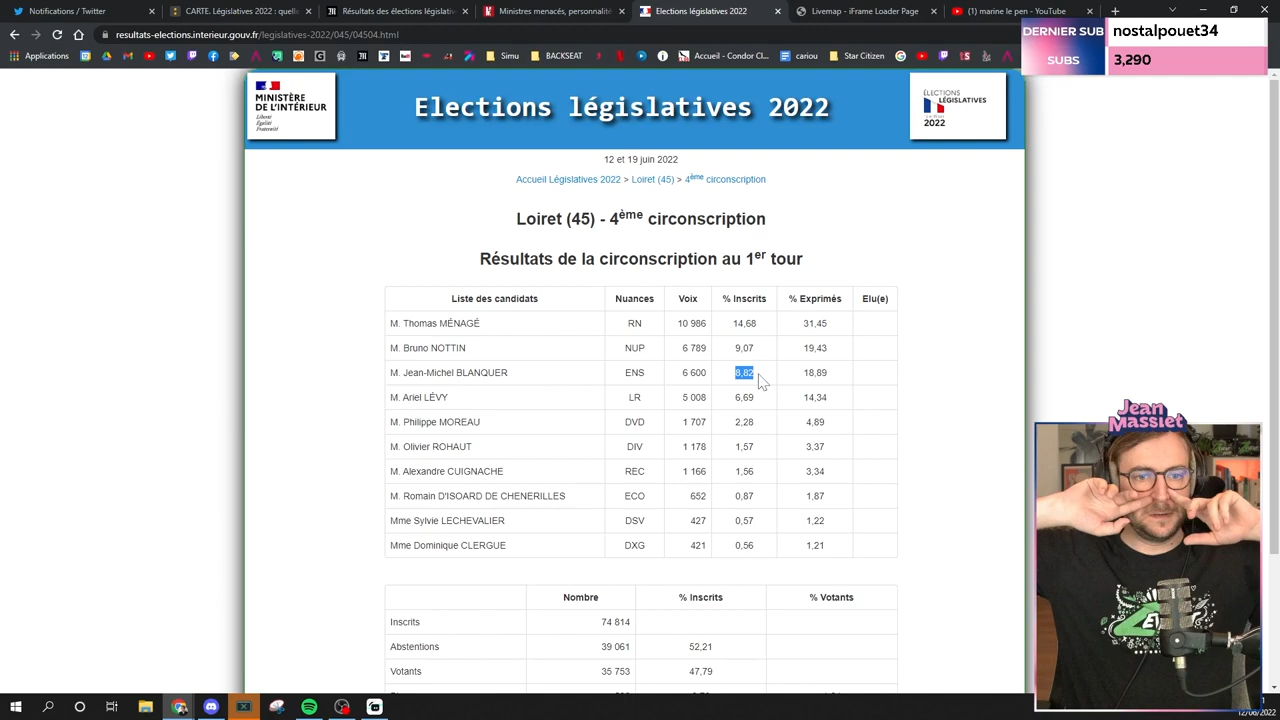 Notifications / Twitter
CARTE. Législatives 2022 : quelle
Résultats des élections législatives
Ministres menacés, personnalité
Elections législatives 2022
Livemap - iFrame Loader Page
(1) marine le pen - YouTube
resultats-elections.interieur.gouv.fr/legislatives-2022/045/04504.html
Applications
Simu
BACKSEAT
Accueil - Condor Cl...
cariou
Star Citizen
DERNIER SUB
nostalpouet34
SUBS
3,290
MINISTÈRE
DE L'INTÉRIEUR
Liberté
Égalité
Fraternité
Elections législatives 2022
ÉLECTIONS
LÉGISLATIVES
2022
12 et 19 juin 2022
Accueil Législatives 2022 > Loiret (45) > 4ème circonscription
Loiret (45) - 4ème circonscription
Résultats de la circonscription au 1er tour
Liste des candidats Nuances Voix % Inscrits % Exprimés Elu(e)
M. Thomas MÉNAGÉ RN 10 986 14,68 31,45
M. Bruno NOTTIN NUP 6 789 9,07 19,43
M. Jean-Michel BLANQUER ENS 6 600 8,82 18,89
M. Ariel LÉVY LR 5 008 6,69 14,34
M. Philippe MOREAU DVD 1 707 2,28 4,89
M. Olivier ROHAUT DIV 1 178 1,57 3,37
M. Alexandre CUIGNACHE REC 1 166 1,56 3,34
M. Romain D'ISOARD DE CHENERILLES ECO 652 0,87 1,87
Mme Sylvie LECHEVALIER DSV 427 0,57 1,22
Mme Dominique CLERGUE DXG 421 0,56 1,21
Nombre % Inscrits % Votants
Inscrits 74 814
Abstentions 39 061 52,21
Votants 35 753 47,79
Jean
Massiet
12/06/2022